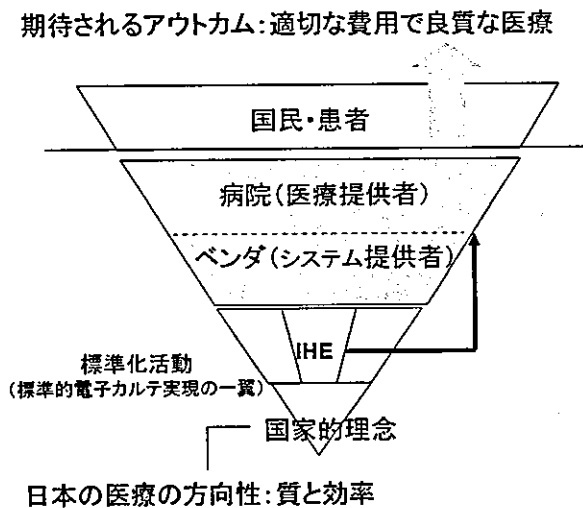 期待されるアウトカム:適切な費用で良質な医療
国民・患者
病院(医療提供者)
ベンダ(システム提供者)
IHE
標準化活動
(標準的電子カルテ実現の一翼)
国家的理念
日本の医療の方向性:質と効率